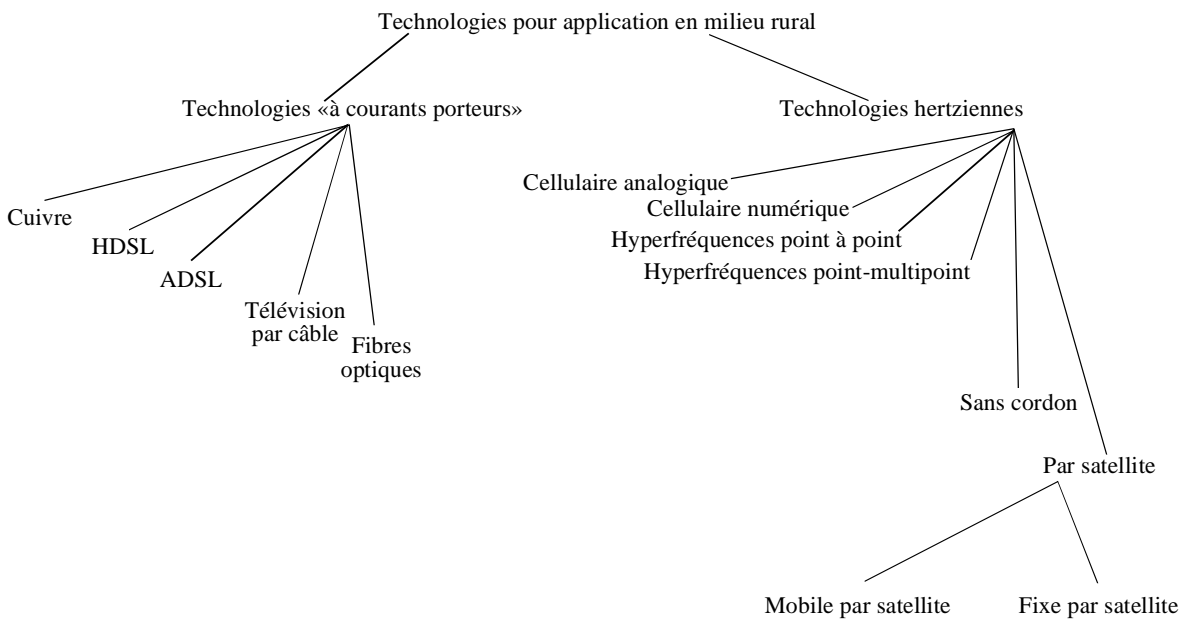 Technologies pour application en milieu rural
Technologies «à courants porteurs»
Technologies hertziennes
Cuivre
HDSL
ADSL
Télévision
par câble
Fibres
optiques
Cellulaire analogique
Cellulaire numérique
Hyperfréquences point à point
Hyperfréquences point-multipoint
Sans cordon
Par satellite
Mobile par satellite
Fixe par satellite